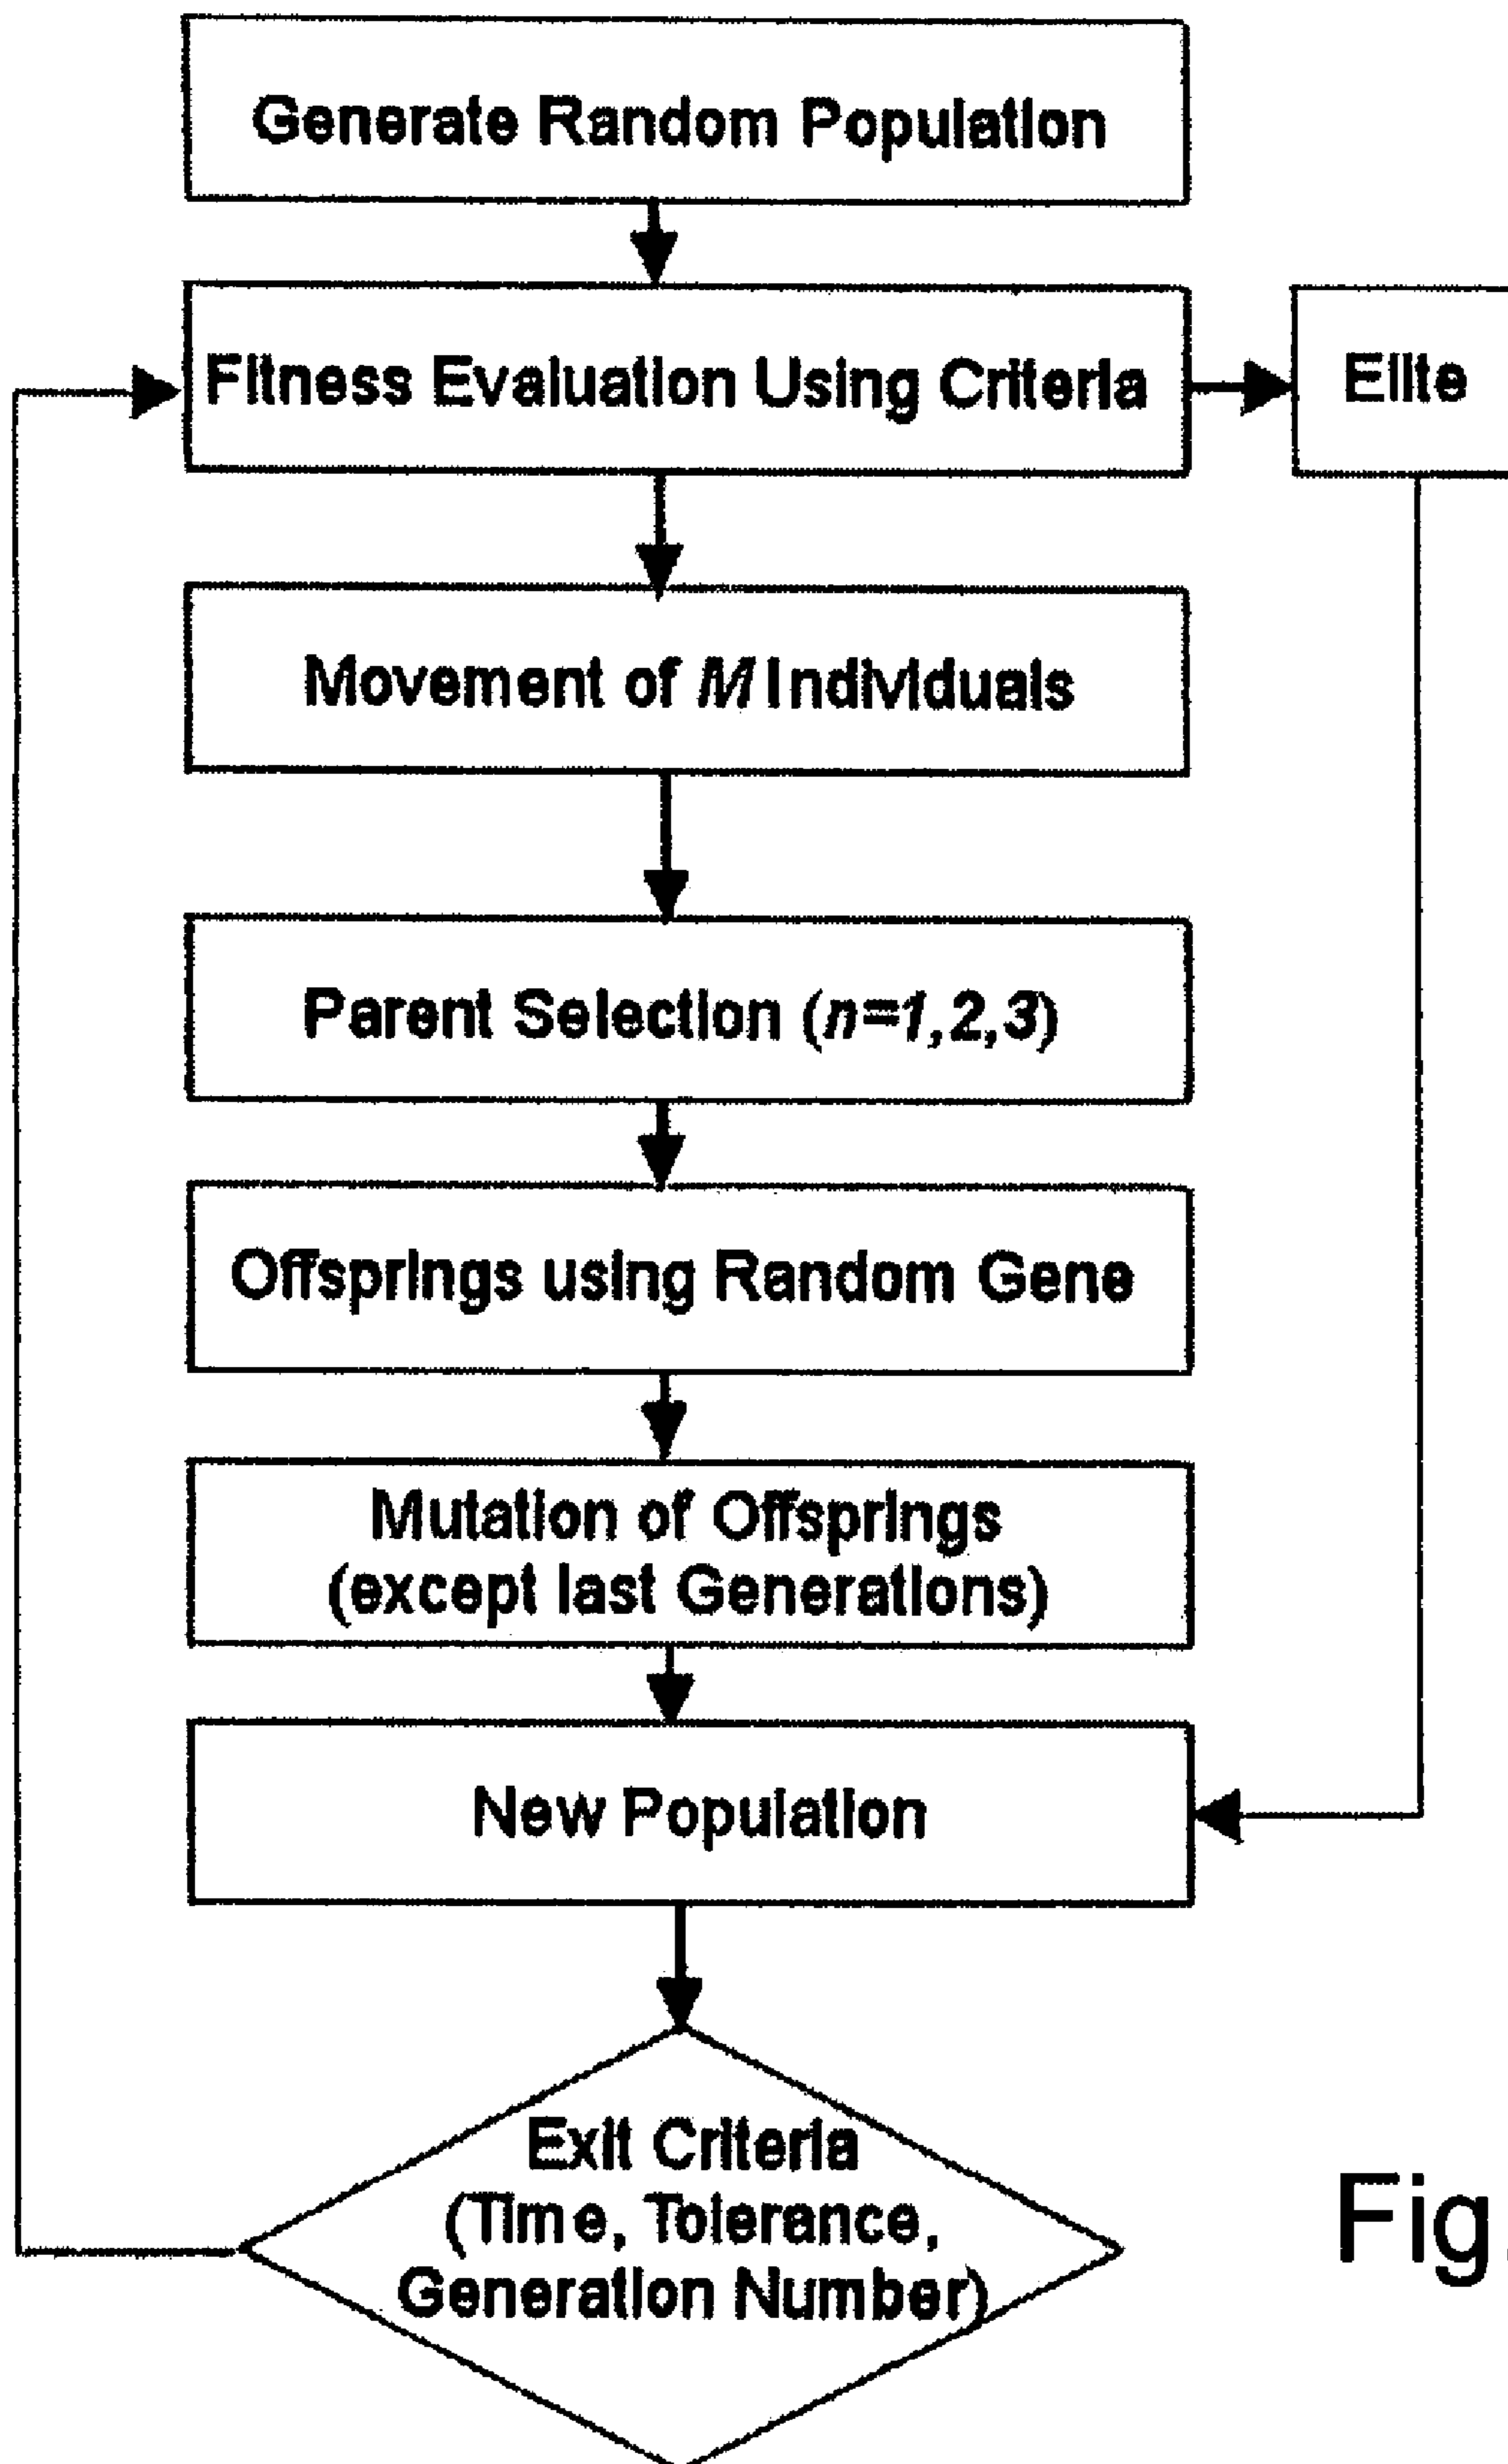 Generate Random Population
Fitness Evaluation Using Criteria
Elite
Movement of M Individuals
Parent Selection (n=1,2,3)
Offsprings using Random Gene
Mutation of Offsprings
(except last Generations)
New Population
Exit Criteria
(Time, Tolerance,
Generation Number)
Fig.